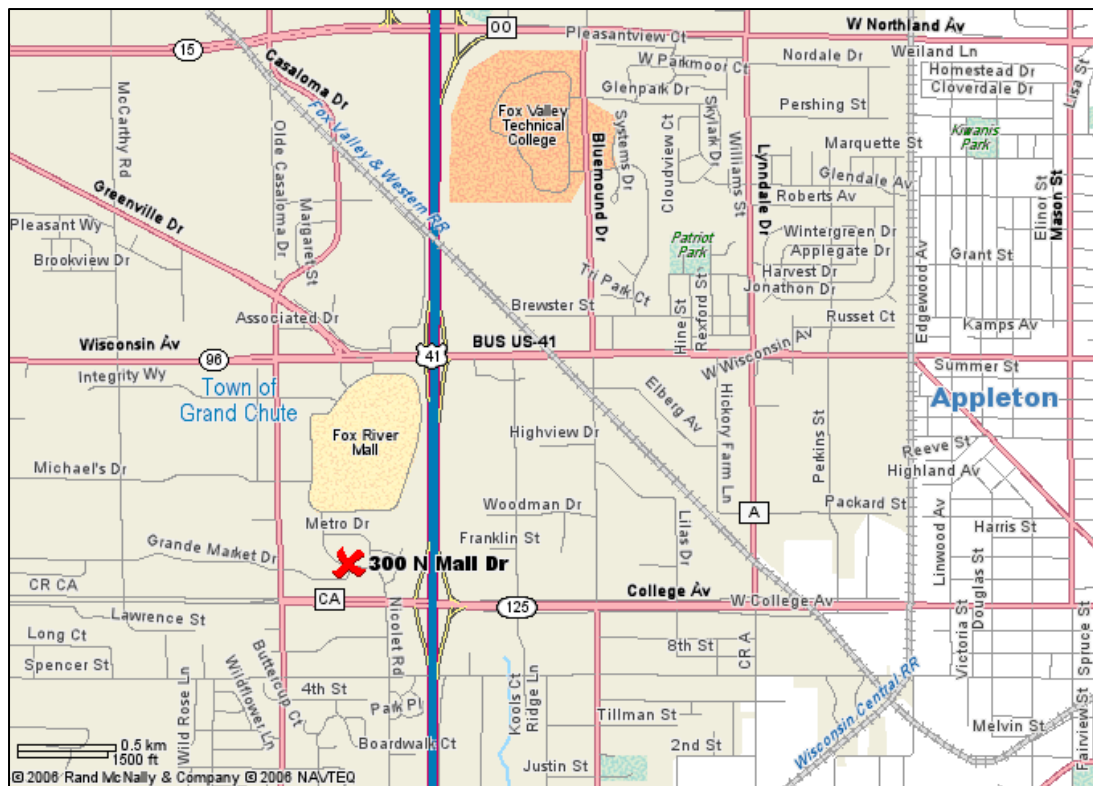 OO
W Northland Av
15
Pleasantview Ct
Weiland Ln
Casaloma Dr
W Parkmoor Ct
Nordale Dr
Homestead Dr
Cloverdale Dr
Lisa St
McCarthy Rd
Fox Valley & Western RR
Glenpark Dr
Fox Valley
Technical
College
Pershing St
Olde Casaloma Dr
Systems Dr
Skylark Dr
Cloudview Ct
Kiwanis
Park
Bluemound Dr
Williams St
Lynndale Dr
Marquette St
Glendale Av
Roberts Av
Elinor St
Mason St
Greenville Dr
Margaret St
Pleasant Wy
Brookview Dr
Patriot
Park
Wintergreen Dr
Applegate Dr
Harvest Dr
Jonathon Dr
Grant St
Edgewood Av
Tri Park Ct
Rexford St
Hine St
Associated Dr
Brewster St
Russet Ct
Kamps Av
Wisconsin Av
96
41
BUS US-41
W Wisconsin Av
Summer St
Integrity Wy
Town of
Grand Chute
Elberg Av
Hickory Farm Ln
Perkins St
Appleton
Fox River
Mall
Highview Dr
Reeve St
Highland Av
Michael's Dr
Woodman Dr
Packard St
A
Metro Dr
Franklin St
Lilas Dr
Linwood Av
Harris St
Grande Market Dr
300 N Mall Dr
Douglas St
CR CA
CA
125
College Av
W College Av
Lawrence St
Nicolet Rd
Long Ct
8th St
CR A
Victoria St
Spruce St
Spencer St
Wild Rose Ln
Wildflower Ln
Buttercup Ct
4th St
Park Pl
Kools Ct
Ridge Ln
Wisconsin Central RR
Tillman St
Melvin St
Fairview St
Boardwalk Ct
2nd St
0.5 km
1500 ft
Justin St
© 2006 Rand McNally & Company © 2006 NAVTEQ